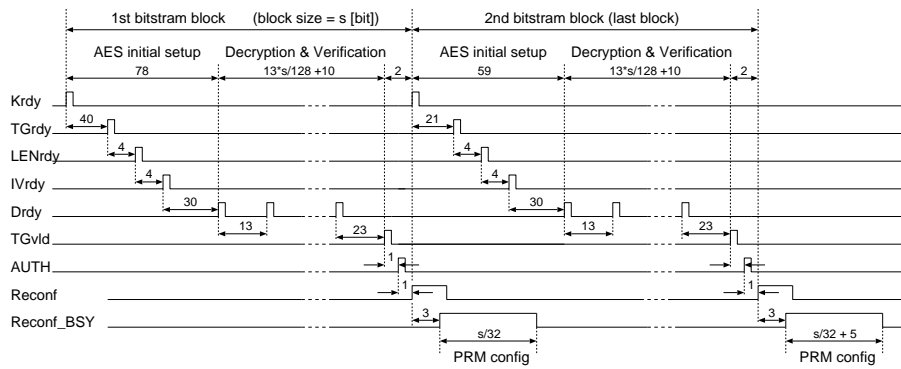 1st bitstram block (block size = s [bit]) 2nd bitstram block (last block)
AES initial setup Decryption & Verification AES initial setup Decryption & Verification
78 13*s/128 +10 2 59 13*s/128 +10 2
Krdy
40 21
TGrdy
4 4
LENrdy
4 4
IVrdy
30 30
Drdy
13 23 13 23
TGvld
1 1
AUTH
1 1
Reconf
3 3
Reconf_BSY
s/32 s/32 + 5
PRM config PRM config